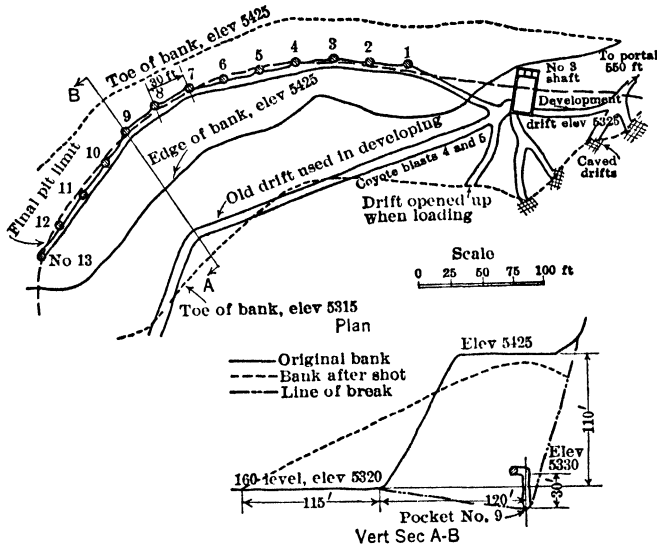 Toe of bank, elev 5425
B
30 ft
1
2
3
4
5
6
7
8
9
10
11
12
No 13
Final pit limit
Edge of bank, elev 5425
Old drift used in developing
Coyote blasts 4 and 5
No 3
shaft
To portal
550 ft
Development
drift elev 5325
Caved
drifts
Drift opened up
when loading
A
Toe of bank, elev 5315
Plan
Scale
0 25 50 75 100 ft
Original bank
Bank after shot
Line of break
Elev 5425
110'
Elev
5330
30'
160 level, elev 5320
115'
120'
Pocket No. 9
Vert Sec A-B